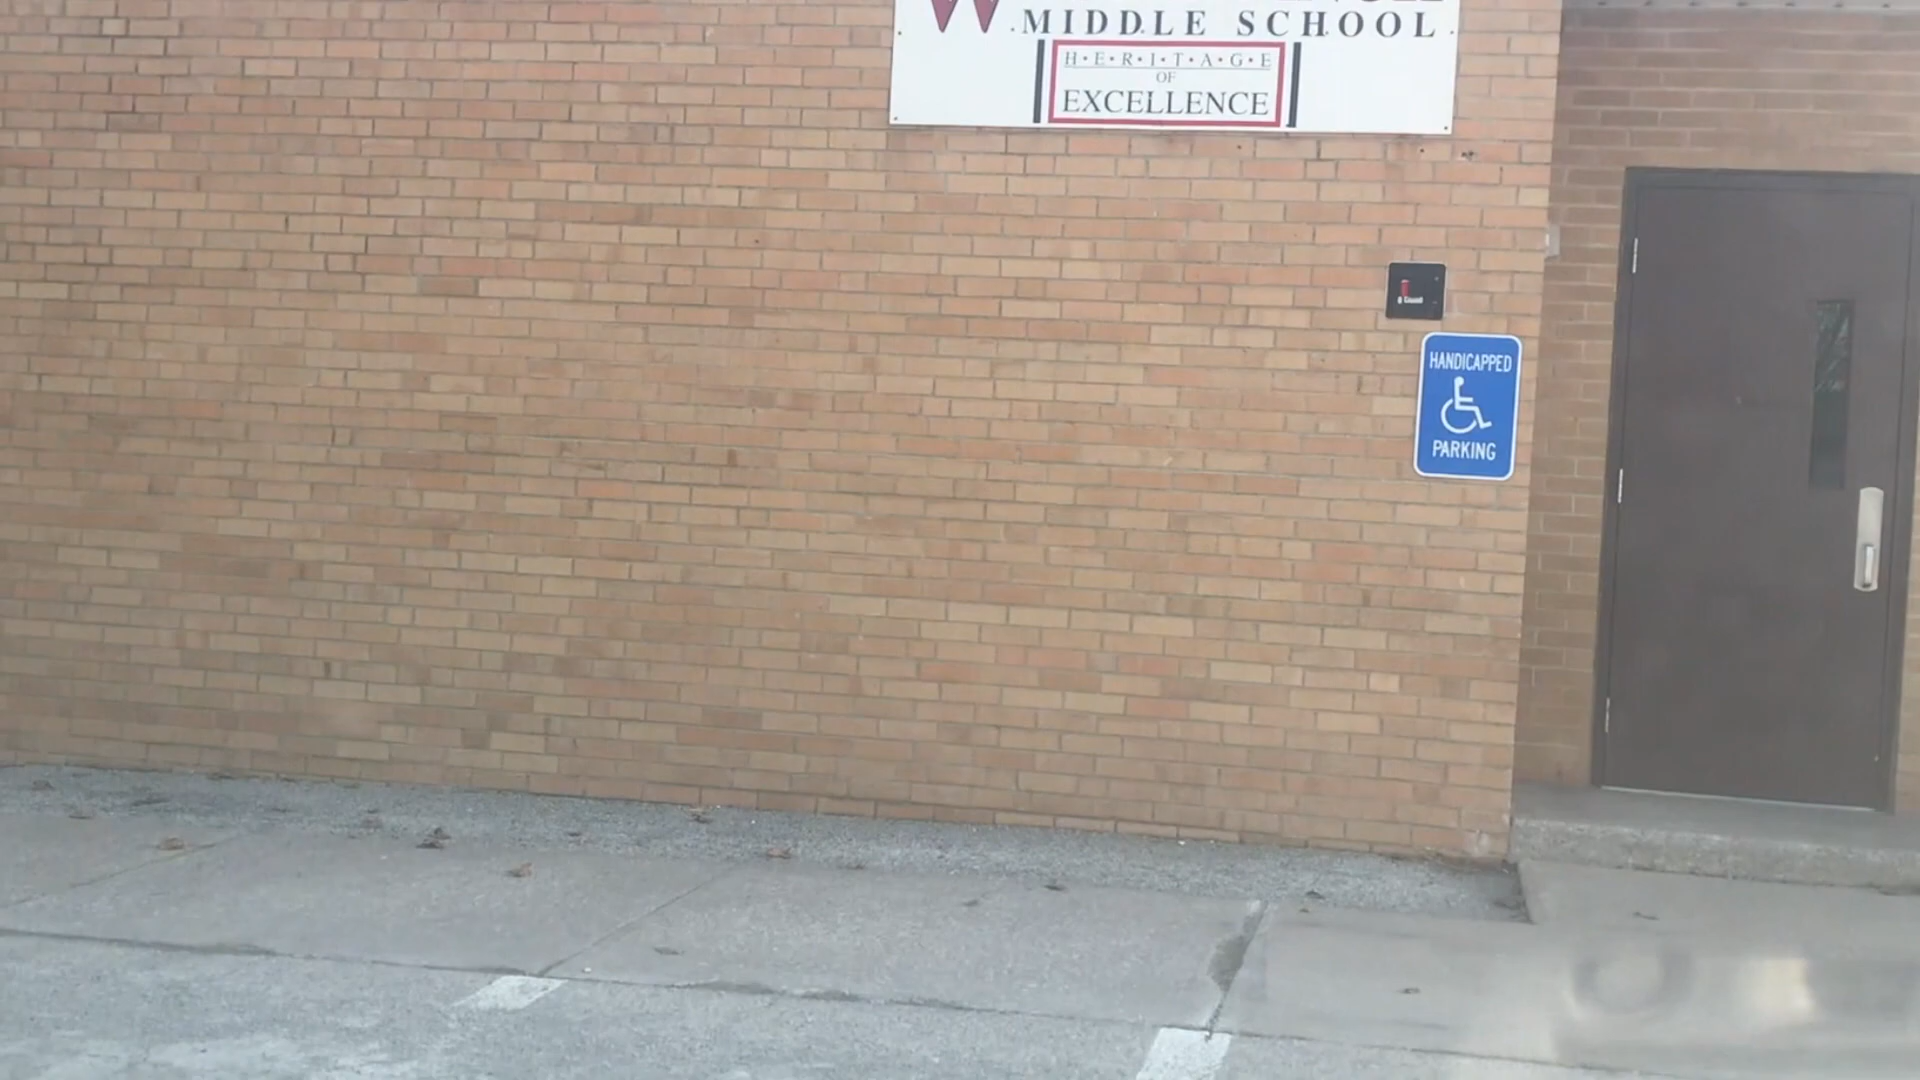 W
MIDDLE SCHOOL
H•E•R•I•T•A•G•E
OF
EXCELLENCE
HANDICAPPED
PARKING